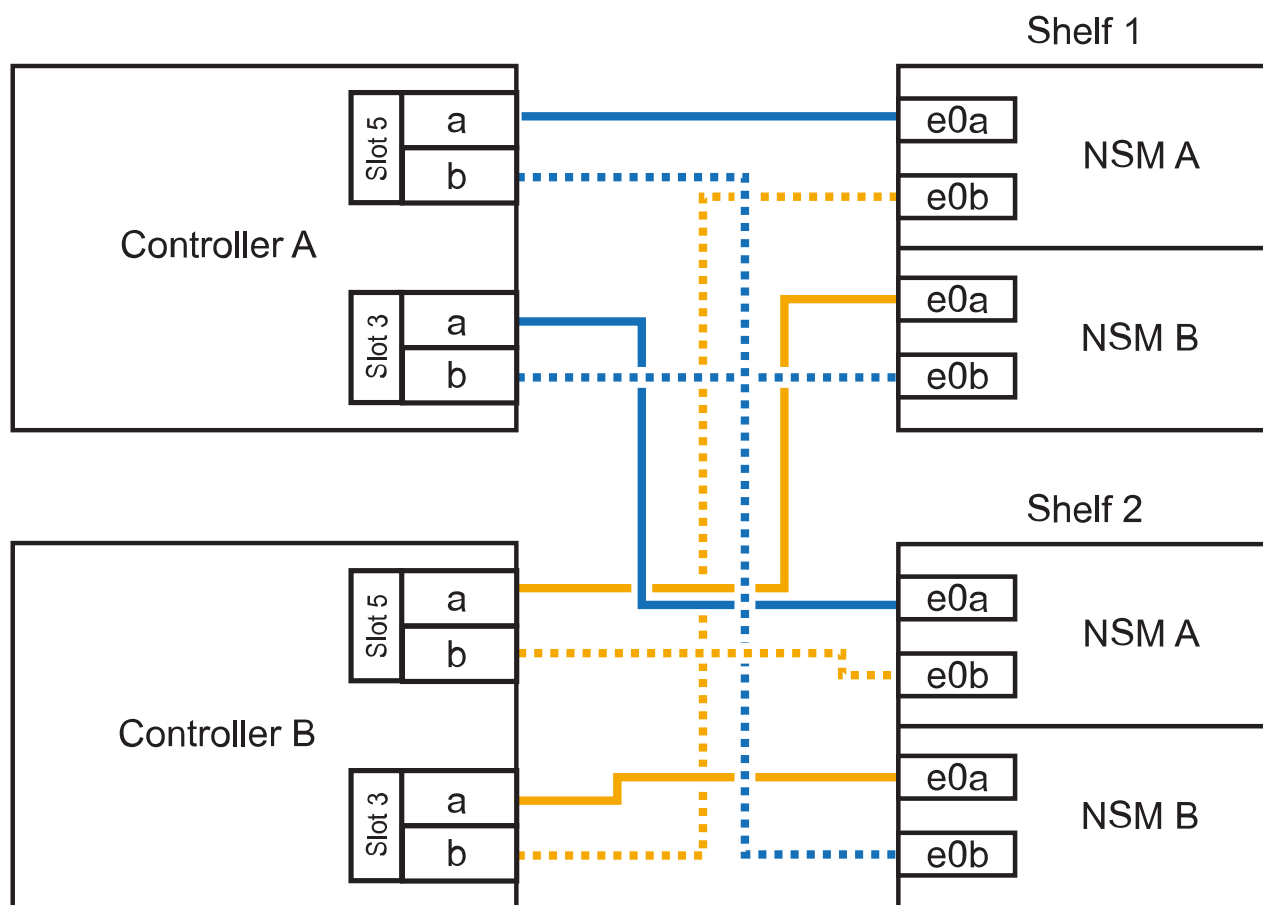 Shelf 1
Controller A
Slot 5
a
b
Slot 3
a
b
e0a
e0b
NSM A
e0a
e0b
NSM B
Shelf 2
Controller B
Slot 5
a
b
Slot 3
a
b
e0a
e0b
NSM A
e0a
e0b
NSM B